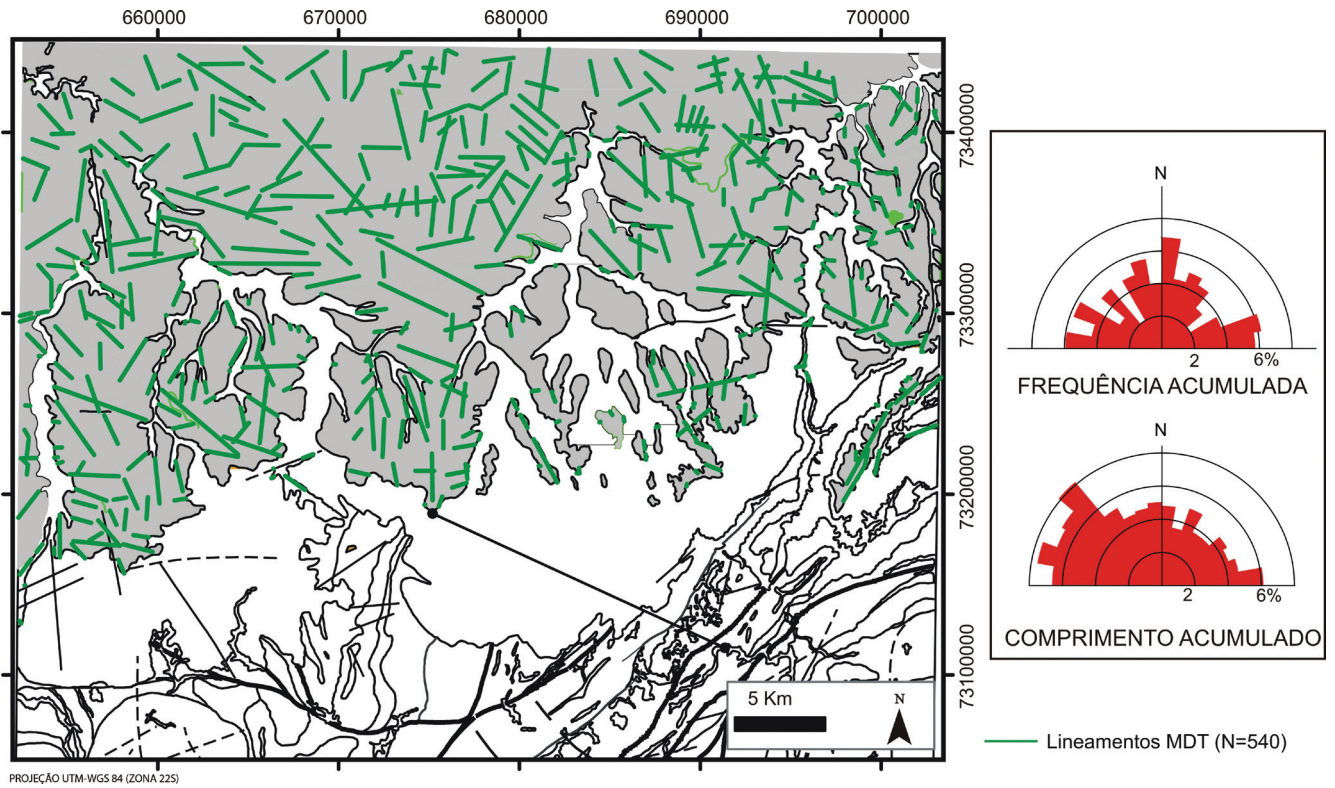 660000 670000 680000 690000 700000
7340000
7330000
7320000
7310000
N
2 6%
FREQUÊNCIA ACUMULADA
N
2 6%
COMPRIMENTO ACUMULADO
5 Km
N
Lineamentos MDT (N=540)
PROJEÇÃO UTM-WGS 84 (ZONA 22S)